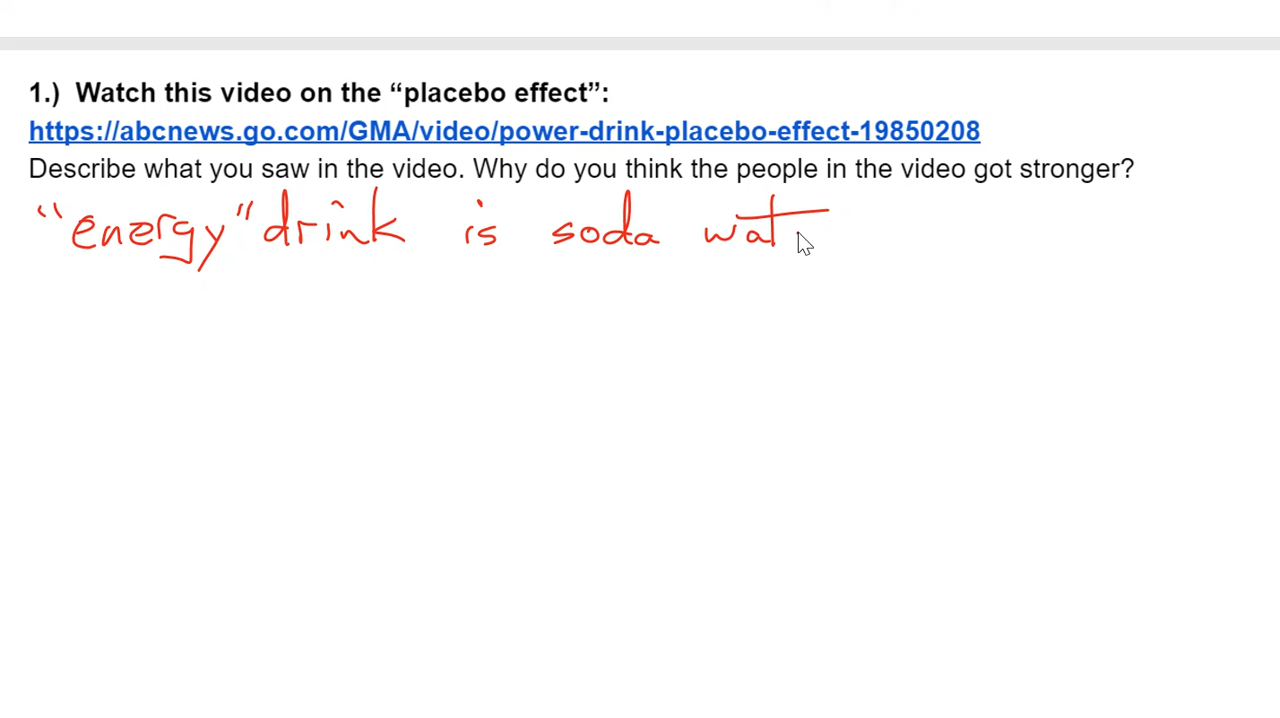 1.) Watch this video on the “placebo effect”:
https://abcnews.go.com/GMA/video/power-drink-placebo-effect-19850208
Describe what you saw in the video. Why do you think the people in the video got stronger?
“energy” drink is soda wat